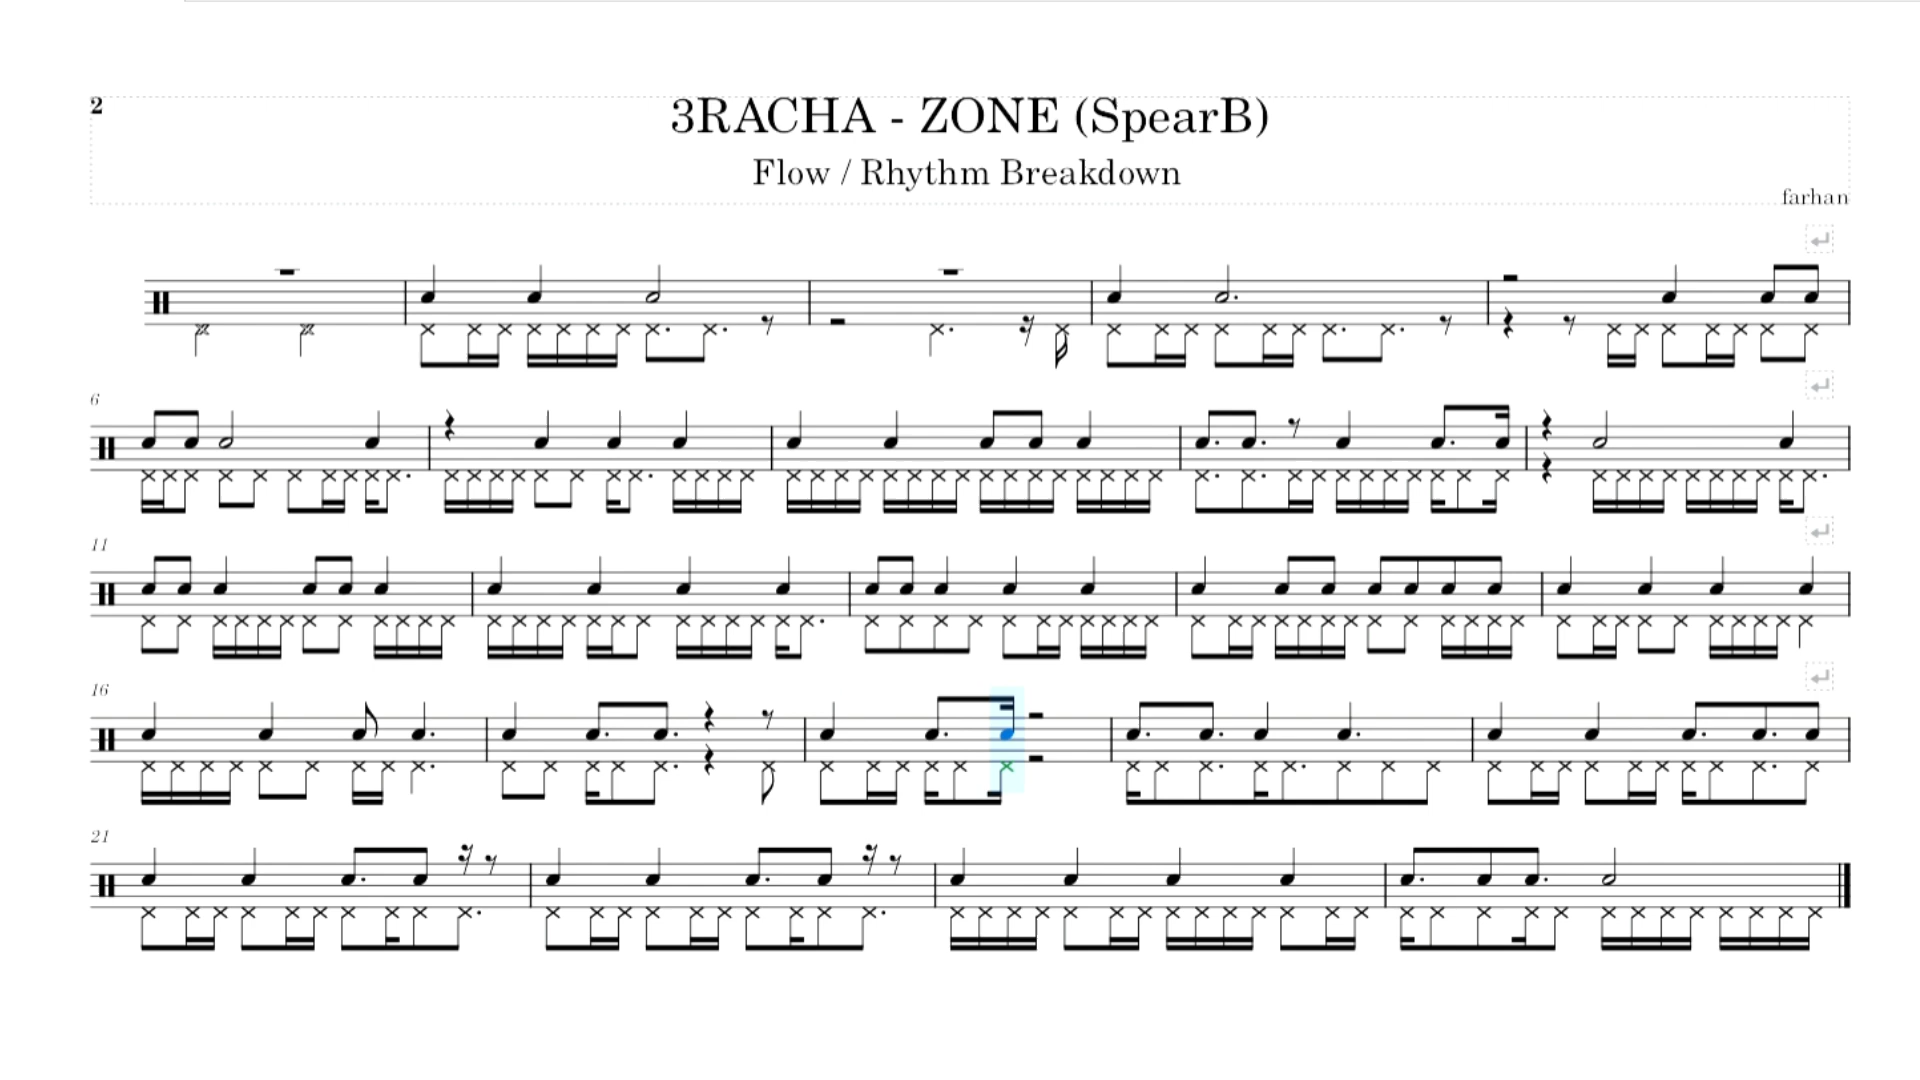 2
3RACHA - ZONE (SpearB)
Flow / Rhythm Breakdown
farhan
6
11
16
21